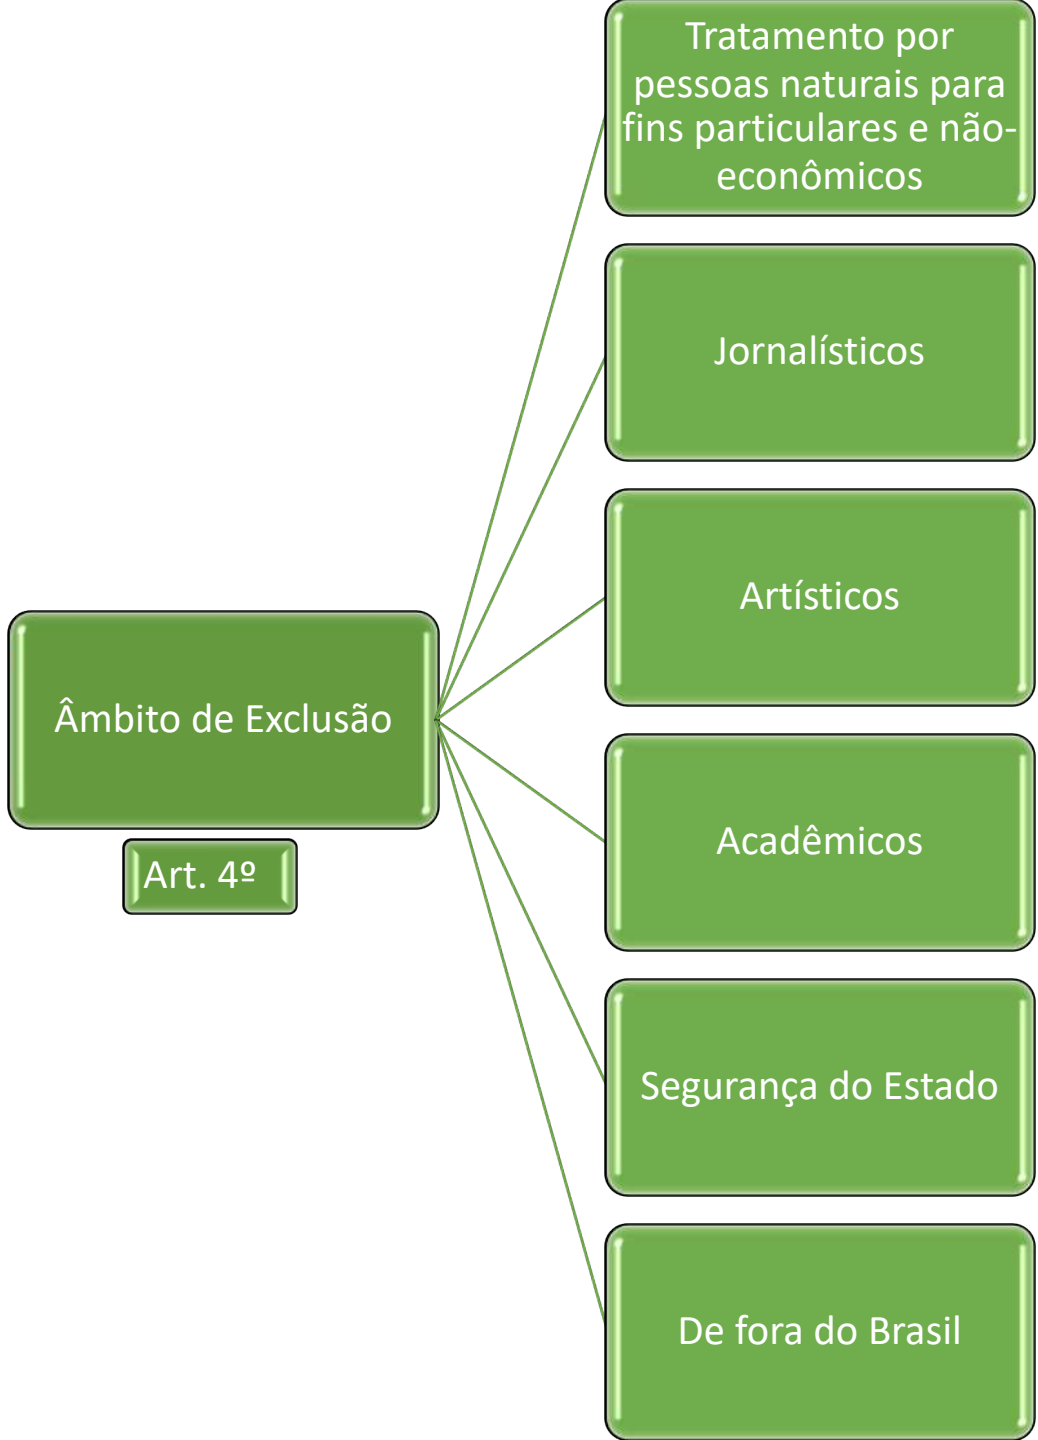 Tratamento por
pessoas naturais para
fins particulares e não-
econômicos
Jornalísticos
Artísticos
Âmbito de Exclusão
Art. 4º
Acadêmicos
Segurança do Estado
De fora do Brasil